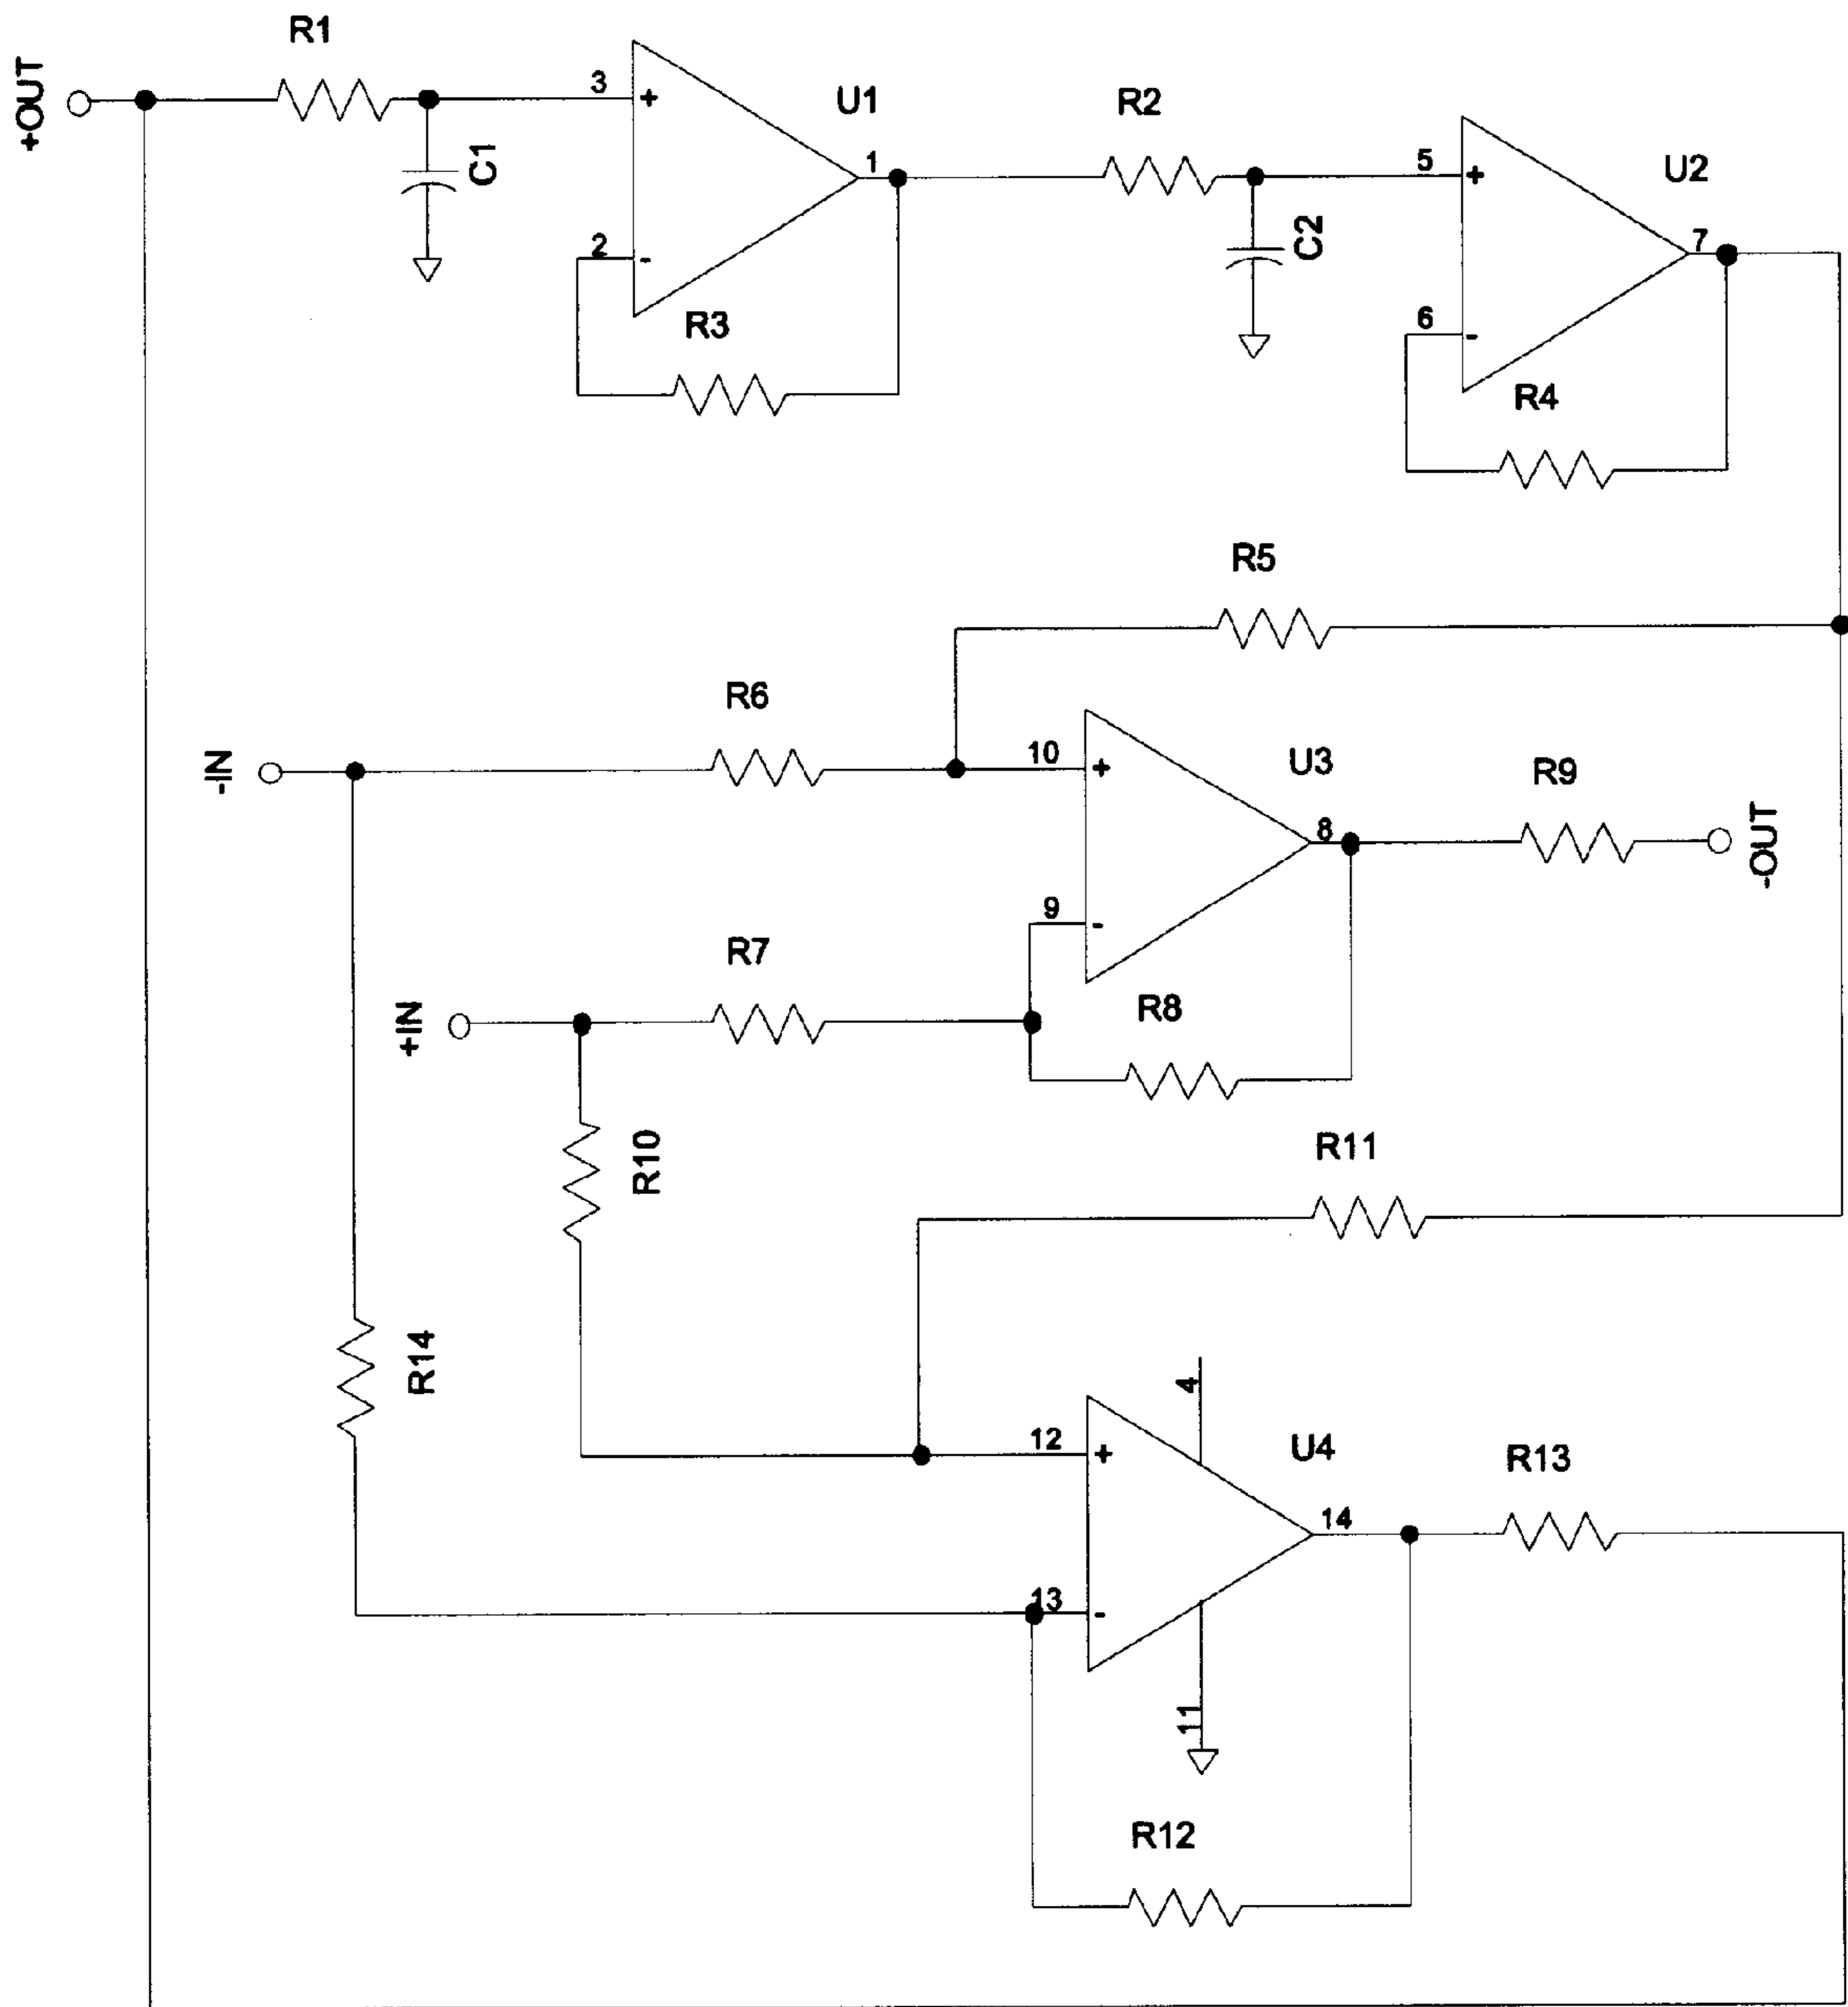 R1
+OUT
3
+
U1
C1
1
R2
2
-
R3
5
+
U2
C2
7
6
-
R4
R5
R6
-IN
10
+
U3
R9
8
-OUT
9
-
R7
+IN
R8
R10
R11
R14
4
12
+
U4
R13
14
13
-
11
R12